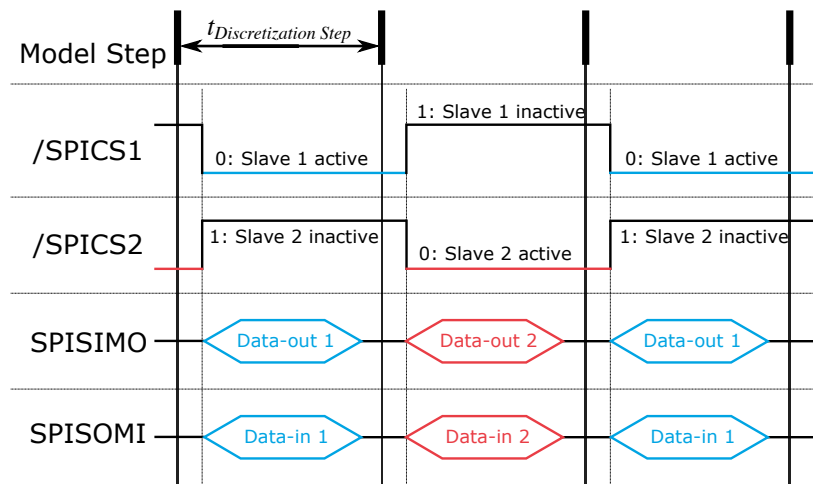 t Discretization Step
Model Step
1: Slave 1 inactive
/SPICS1
0: Slave 1 active
0: Slave 1 active
/SPICS2
1: Slave 2 inactive
0: Slave 2 active
1: Slave 2 inactive
SPISIMO
Data-out 1
Data-out 2
Data-out 1
SPISOMI
Data-in 1
Data-in 2
Data-in 1